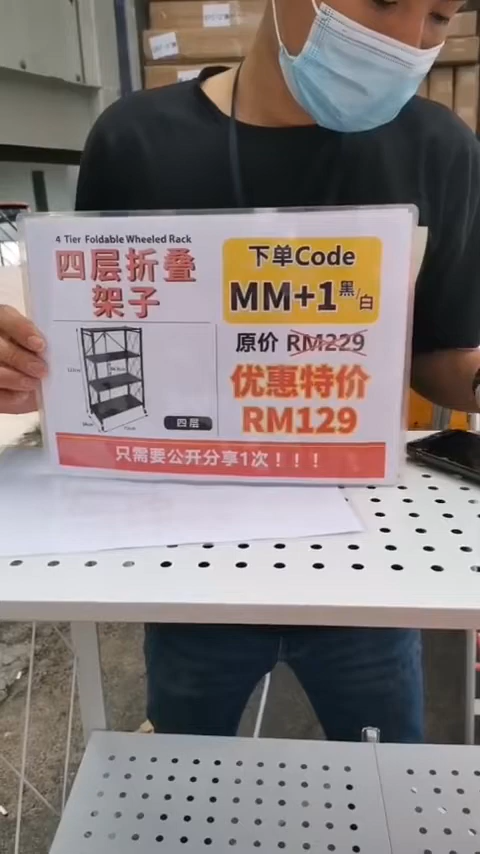 4 Tier Foldable Wheeled Rack
四层折叠
架子
四层
下单Code
MM+1黑/白
原价 RM229
优惠特价
RM129
只需要公开分享1次！！！